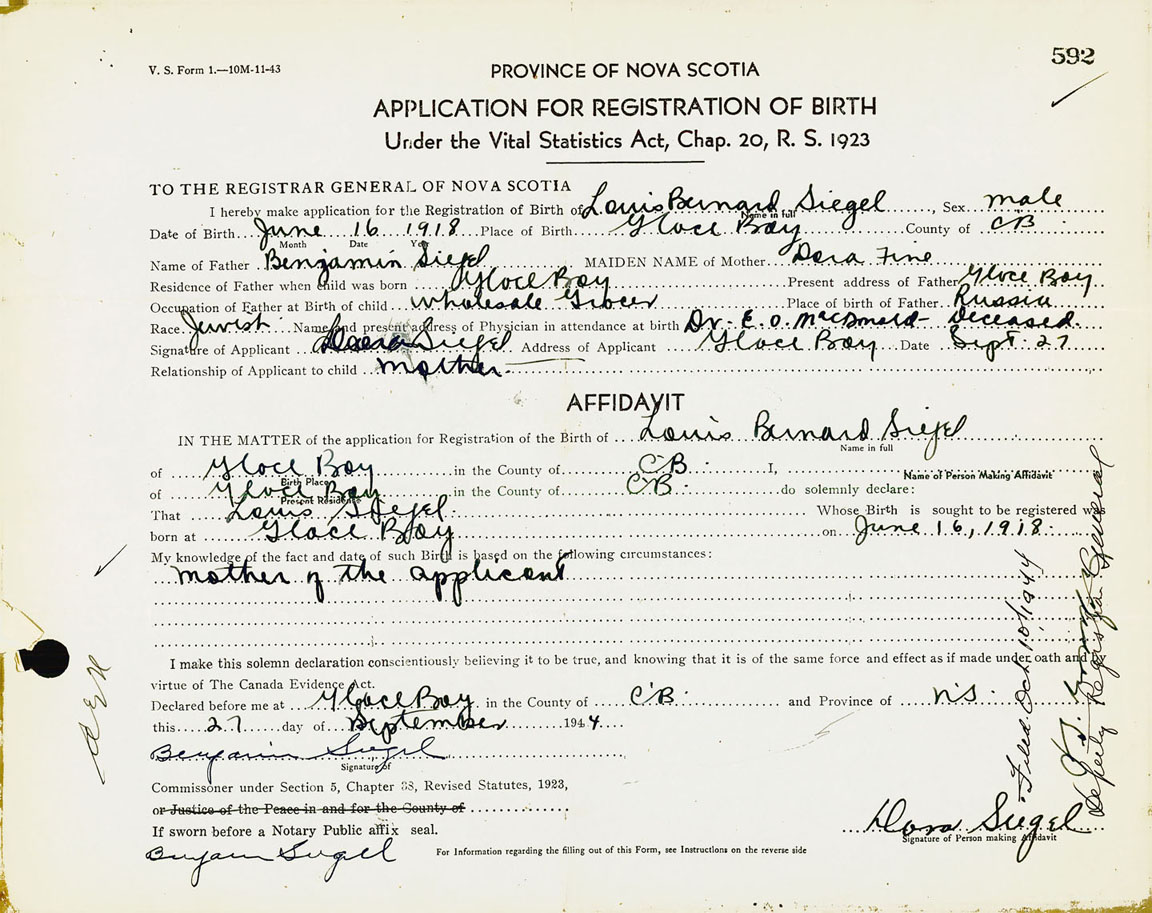 592
V. S. Form 1.—10M-11-43
PROVINCE OF NOVA SCOTIA
APPLICATION FOR REGISTRATION OF BIRTH
Under the Vital Statistics Act, Chap. 20, R. S. 1923
TO THE REGISTRAR GENERAL OF NOVA SCOTIA
I hereby make application for the Registration of Birth of Louis Bernard Siegel, Sex male
Name in full
Date of Birth June 16 1918 Place of Birth Glace Bay County of CB
Month Date Year
Name of Father Benjamin Siegel MAIDEN NAME of Mother Dora Fine
Residence of Father when child was born Glace Bay Present address of Father Glace Bay
Occupation of Father at Birth of child Wholesale Grocer Place of birth of Father Russia
Race Jewish Name and present address of Physician in attendance at birth Dr. E. O. MacDonald - Deceased.
Signature of Applicant Dora Siegel Address of Applicant Glace Bay Date Sept. 27
Relationship of Applicant to child mother
AFFIDAVIT
IN THE MATTER of the application for Registration of the Birth of Louis Bernard Siegel
Name in full
of Glace Bay in the County of CB I,
Birth Place Name of Person Making Affidavit
of Glace Bay in the County of CB do solemnly declare:
Present Residence
That Louis Siegel Whose Birth is sought to be registered was
born at Glace Bay on June 16, 1918
My knowledge of the fact and date of such Birth is based on the following circumstances:
mother of the applicant
I make this solemn declaration conscientiously believing it to be true, and knowing that it is of the same force and effect as if made under oath and by
virtue of The Canada Evidence Act.
Declared before me at Glace Bay in the County of CB and Province of N.S.
this 27 day of September 1944
Benjamin Siegel
Signature of
Commissoner under Section 5, Chapter 38, Revised Statutes, 1923,
or Justice of the Peace in and for the County of
If sworn before a Notary Public affix seal.
Benjamin Siegel
Dora Siegel
Signature of Person making Affidavit
For Information regarding the filling out of this Form, see Instructions on the reverse side
Filed Oct. 10/1944
Deputy Registrar General